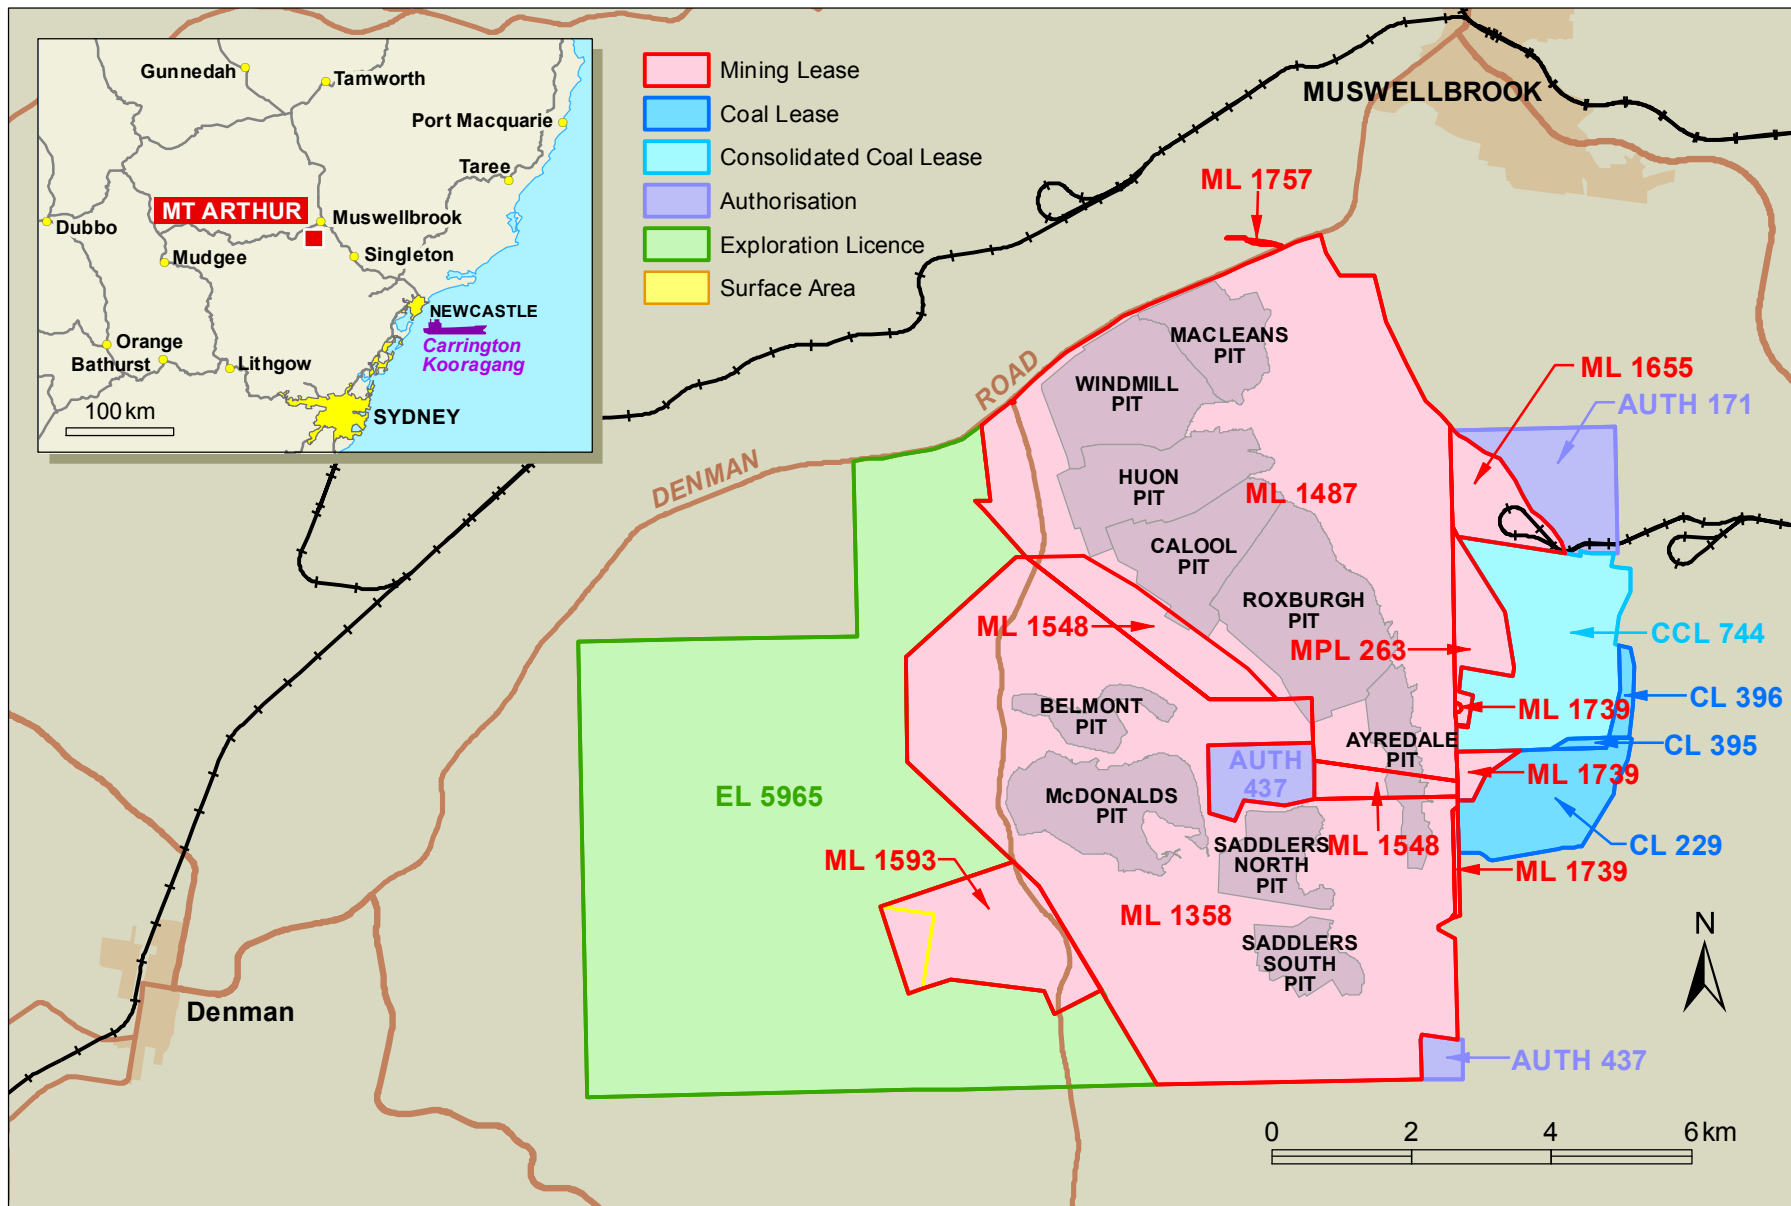 Gunnedah
Tamworth
Port Macquarie
Taree
MT ARTHUR
Muswellbrook
Dubbo
Mudgee
Singleton
NEWCASTLE
Carrington
Kooragang
Orange
Bathurst
Lithgow
SYDNEY
100 km
Mining Lease
Coal Lease
Consolidated Coal Lease
Authorisation
Exploration Licence
Surface Area
MUSWELLBROOK
ML 1757
MACLEANS
PIT
WINDMILL
PIT
ROAD
DENMAN
ML 1655
AUTH 171
HUON
PIT
ML 1487
CALOOL
PIT
ROXBURGH
PIT
ML 1548
MPL 263
CCL 744
BELMONT
PIT
ML 1739
CL 396
AYREDALE
PIT
CL 395
AUTH
437
ML 1739
EL 5965
McDONALDS
PIT
ML 1548
CL 229
SADDLERS
NORTH
PIT
ML 1593
ML 1739
ML 1358
SADDLERS
SOUTH
PIT
N
Denman
AUTH 437
0 2 4 6 km